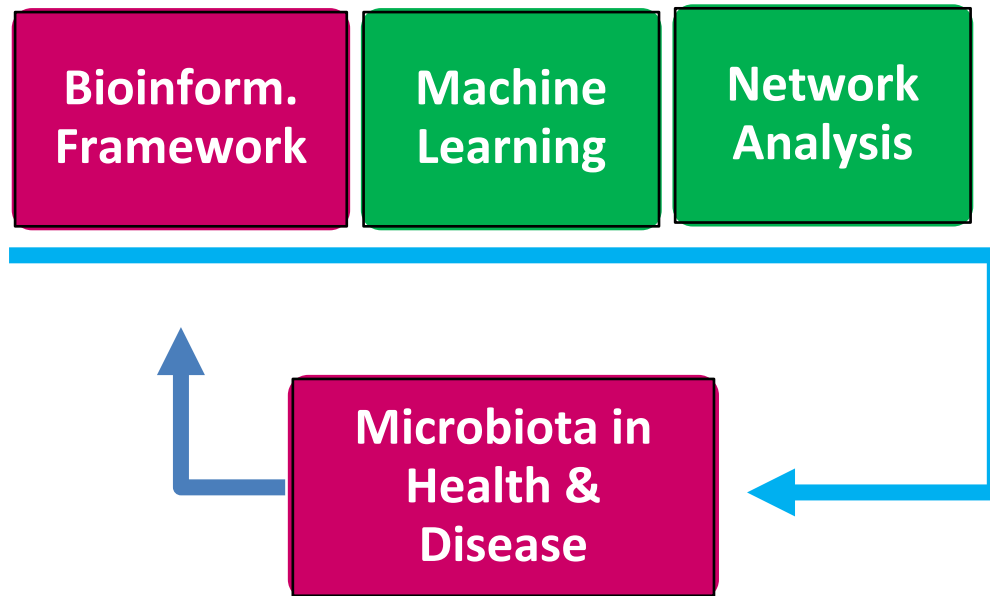 Bioinform.
Framework
Machine
Learning
Network
Analysis
Microbiota in
Health &
Disease